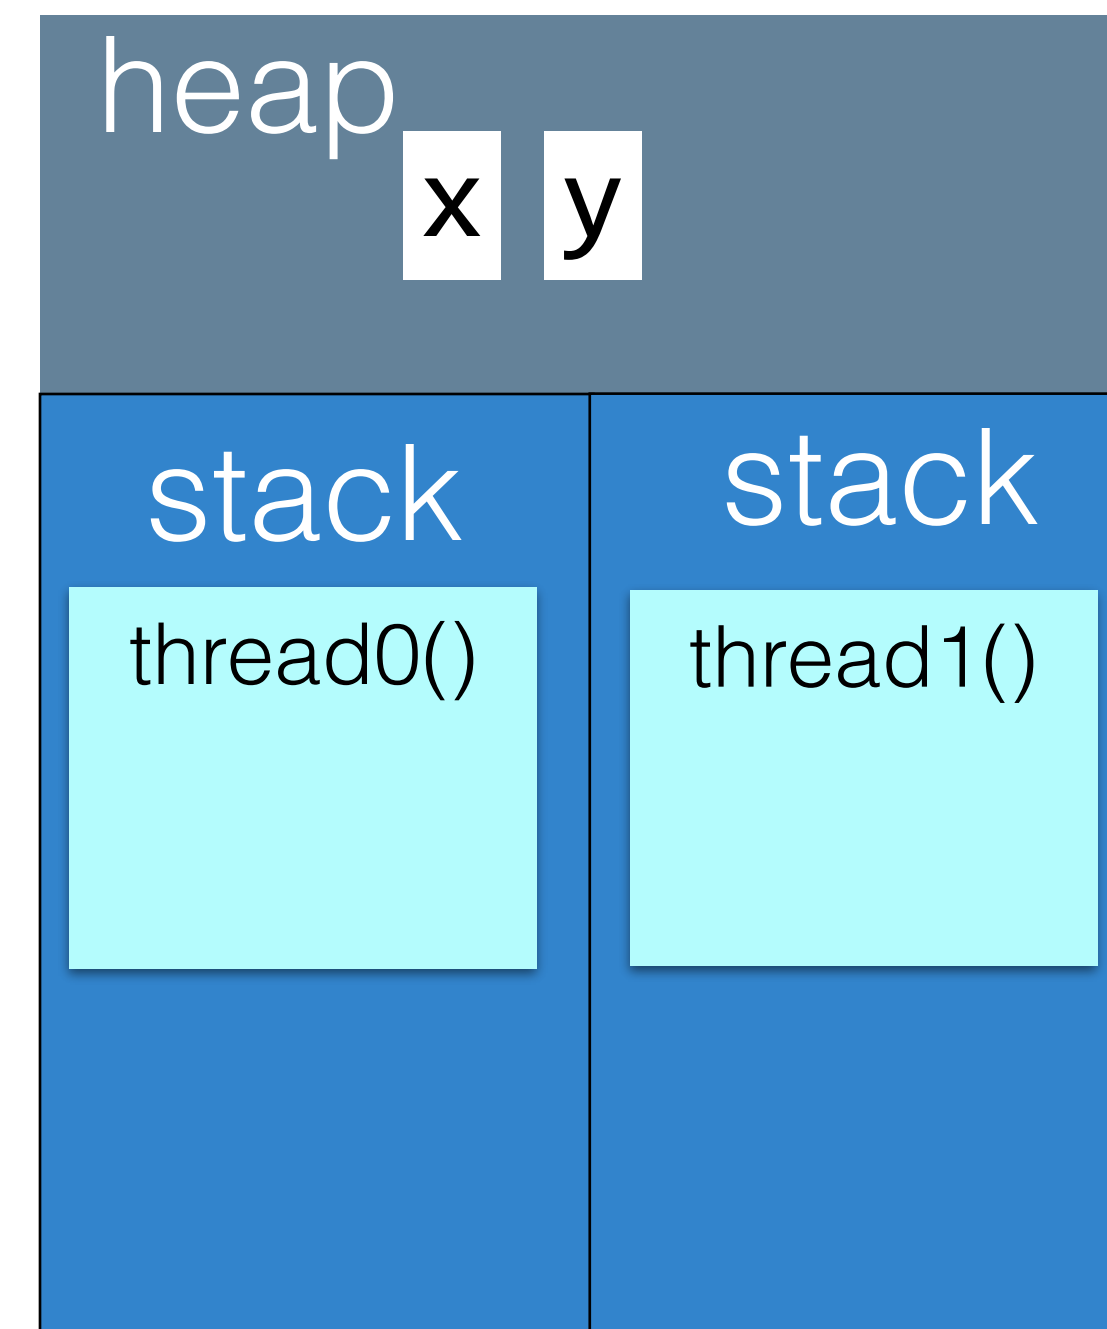 heap
x y
stack stack
thread0() thread1()